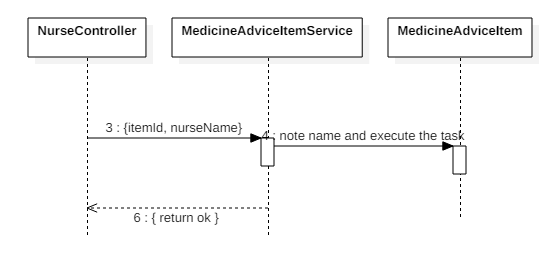 NurseController
MedicineAdviceItemService
MedicineAdviceItem
3 : {itemId, nurseName}
4 : note name and execute the task
6 : { return ok }